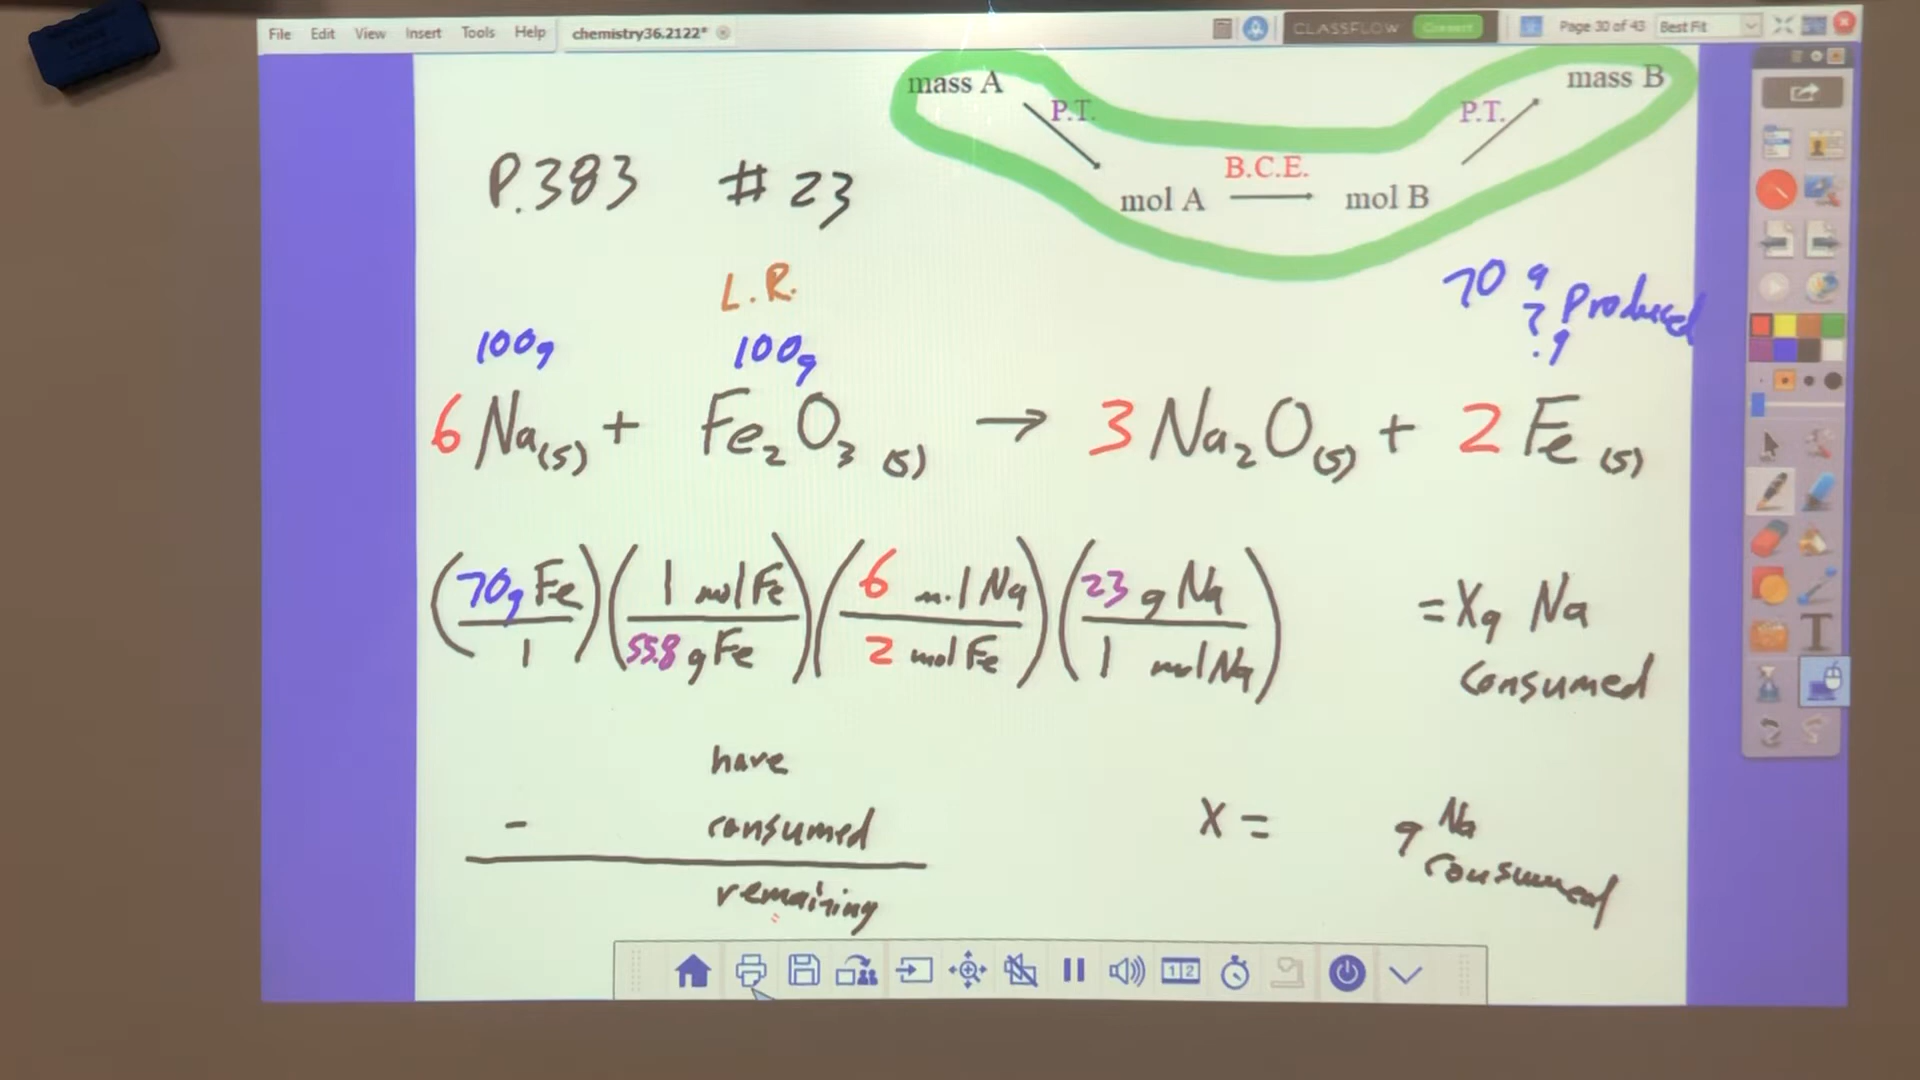 File Edit View Insert Tools Help chemistry36.2122* CLASSFLOW Connect Page 30 of 43 Best Fit
mass A P.T. P.T. mass B
B.C.E.
mol A → mol B
P.383 # 23
L.R.
100g 100g 70 g Produced
? g
6 Na(s) + Fe₂O₃ (s) → 3 Na₂O(s) + 2 Fe (s)
(70g Fe / 1)(1 mol Fe / 55.8 g Fe)(6 mol Na / 2 mol Fe)(23 g Na / 1 mol Na) = X g Na
consumed
have
- consumed
remaining
X = g Na
consumed
1 2
T